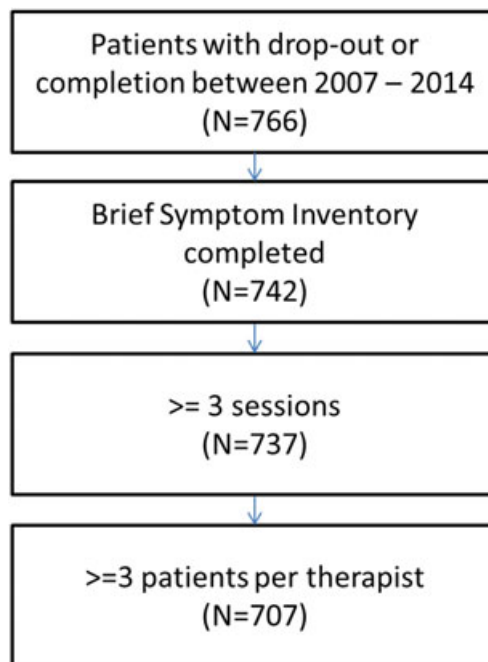 Patients with drop-out or
completion between 2007 – 2014
(N=766)
Brief Symptom Inventory
completed
(N=742)
>= 3 sessions
(N=737)
>=3 patients per therapist
(N=707)